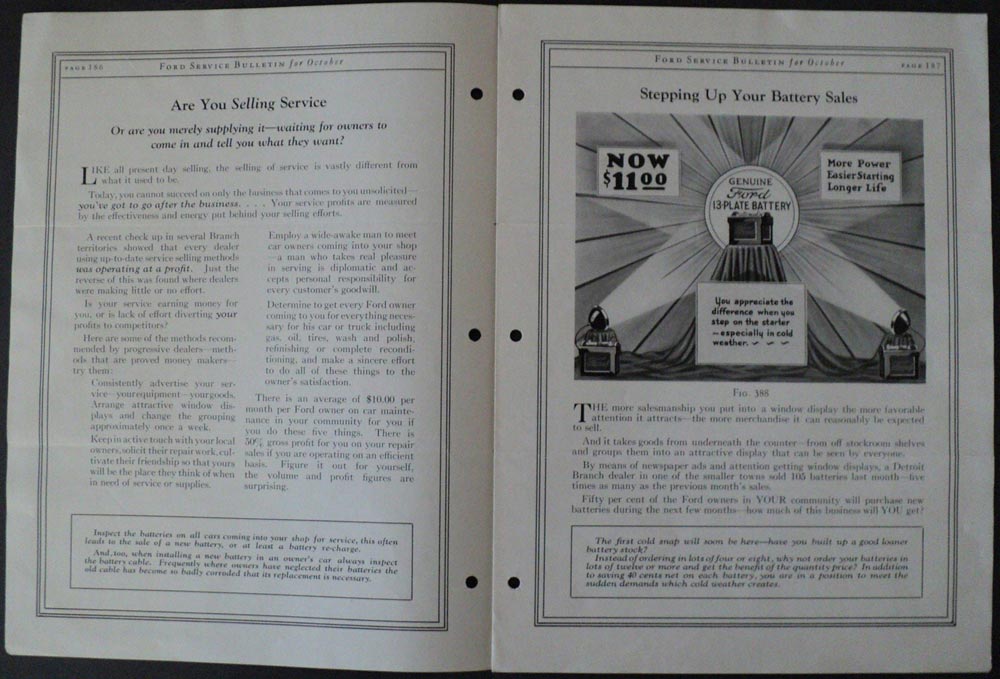 PAGE 186
FORD SERVICE BULLETIN for October
Are You Selling Service
Or are you merely supplying it—waiting for owners to
come in and tell you what they want?
LIKE all present day selling, the selling of service is vastly different from
what it used to be.
Today, you cannot succeed on only the business that comes to you unsolicited—
you've got to go after the business. . . . Your service profits are measured
by the effectiveness and energy put behind your selling efforts.
A recent check up in several Branch
territories showed that every dealer
using up-to-date service selling methods
was operating at a profit. Just the
reverse of this was found where dealers
were making little or no effort.
Is your service earning money for
you, or is lack of effort diverting your
profits to competitors?
Here are some of the methods recom-
mended by progressive dealers—meth-
ods that are proved money makers—
try them:
Consistently advertise your ser-
vice—your equipment—your goods.
Arrange attractive window dis-
plays and change the grouping
approximately once a week.
Keep in active touch with your local
owners, solicit their repair work, cul-
tivate their friendship so that yours
will be the place they think of when
in need of service or supplies.
Employ a wide-awake man to meet
car owners coming into your shop
—a man who takes real pleasure
in serving is diplomatic and ac-
cepts personal responsibility for
every customer's goodwill.
Determine to get every Ford owner
coming to you for everything neces-
sary for his car or truck including
gas, oil, tires, wash and polish,
refinishing or complete recondi-
tioning, and make a sincere effort
to do all of these things to the
owner's satisfaction.
There is an average of $10.00 per
month per Ford owner on car mainte-
nance in your community for you if
you do these five things. There is
50% gross profit for you on your repair
sales if you are operating on an efficient
basis. Figure it out for yourself,
the volume and profit figures are
surprising.
Inspect the batteries on all cars coming into your shop for service, this often
leads to the sale of a new battery, or at least a battery re-charge.
And, too, when installing a new battery in an owner's car always inspect
the battery cable. Frequently where owners have neglected their batteries the
old cable has become so badly corroded that its replacement is necessary.
FORD SERVICE BULLETIN for October
PAGE 187
Stepping Up Your Battery Sales
NOW
$11.00
GENUINE
Ford
13-PLATE BATTERY
More Power
Easier Starting
Longer Life
You appreciate the
difference when you
step on the starter
—especially in cold
weather.
FIG. 388
THE more salesmanship you put into a window display the more favorable
attention it attracts—the more merchandise it can reasonably be expected
to sell.
And it takes goods from underneath the counter—from off stockroom shelves
and groups them into an attractive display that can be seen by everyone.
By means of newspaper ads and attention getting window displays, a Detroit
Branch dealer in one of the smaller towns sold 105 batteries last month—five
times as many as the previous month's sales.
Fifty per cent of the Ford owners in YOUR community will purchase new
batteries during the next few months—how much of this business will YOU get?
The first cold snap will soon be here—have you built up a good loaner
battery stock?
Instead of ordering in lots of four or eight, why not order your batteries in
lots of twelve or more and get the benefit of the quantity price? In addition
to saving 40 cents net on each battery, you are in a position to meet the
sudden demands which cold weather creates.